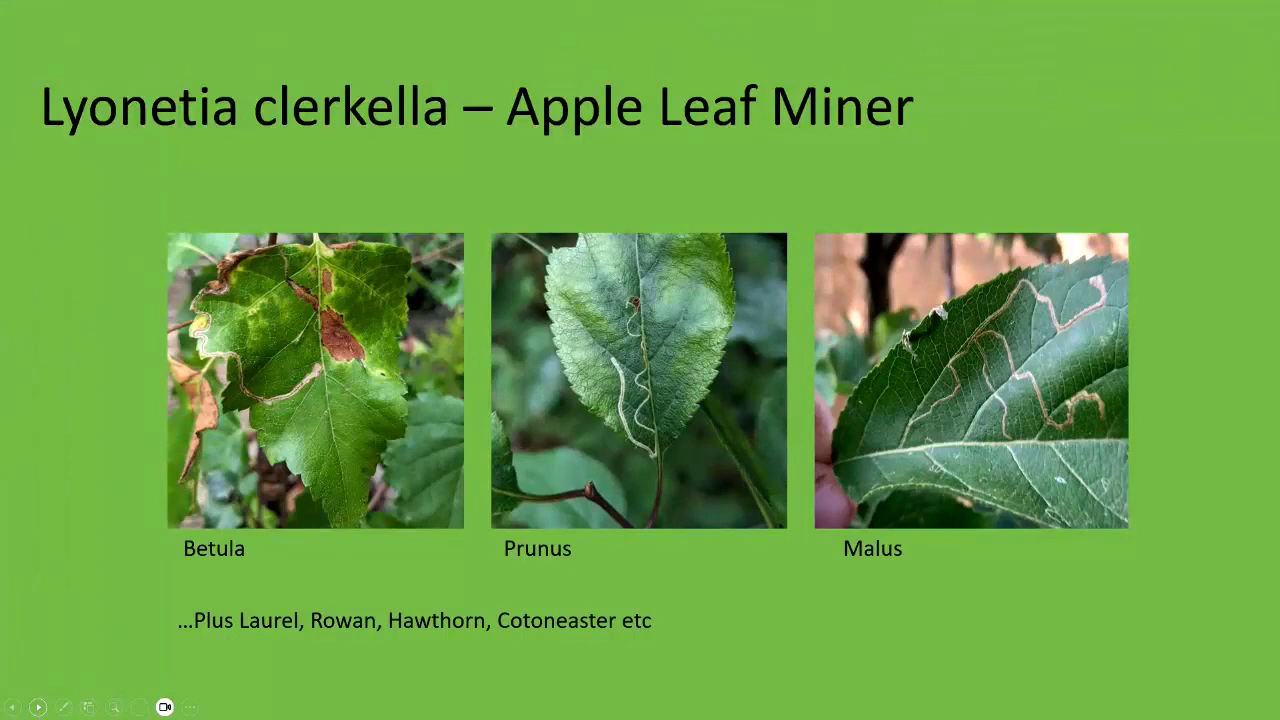 Lyonetia clerkella – Apple Leaf Miner
Betula
Prunus
Malus
...Plus Laurel, Rowan, Hawthorn, Cotoneaster etc